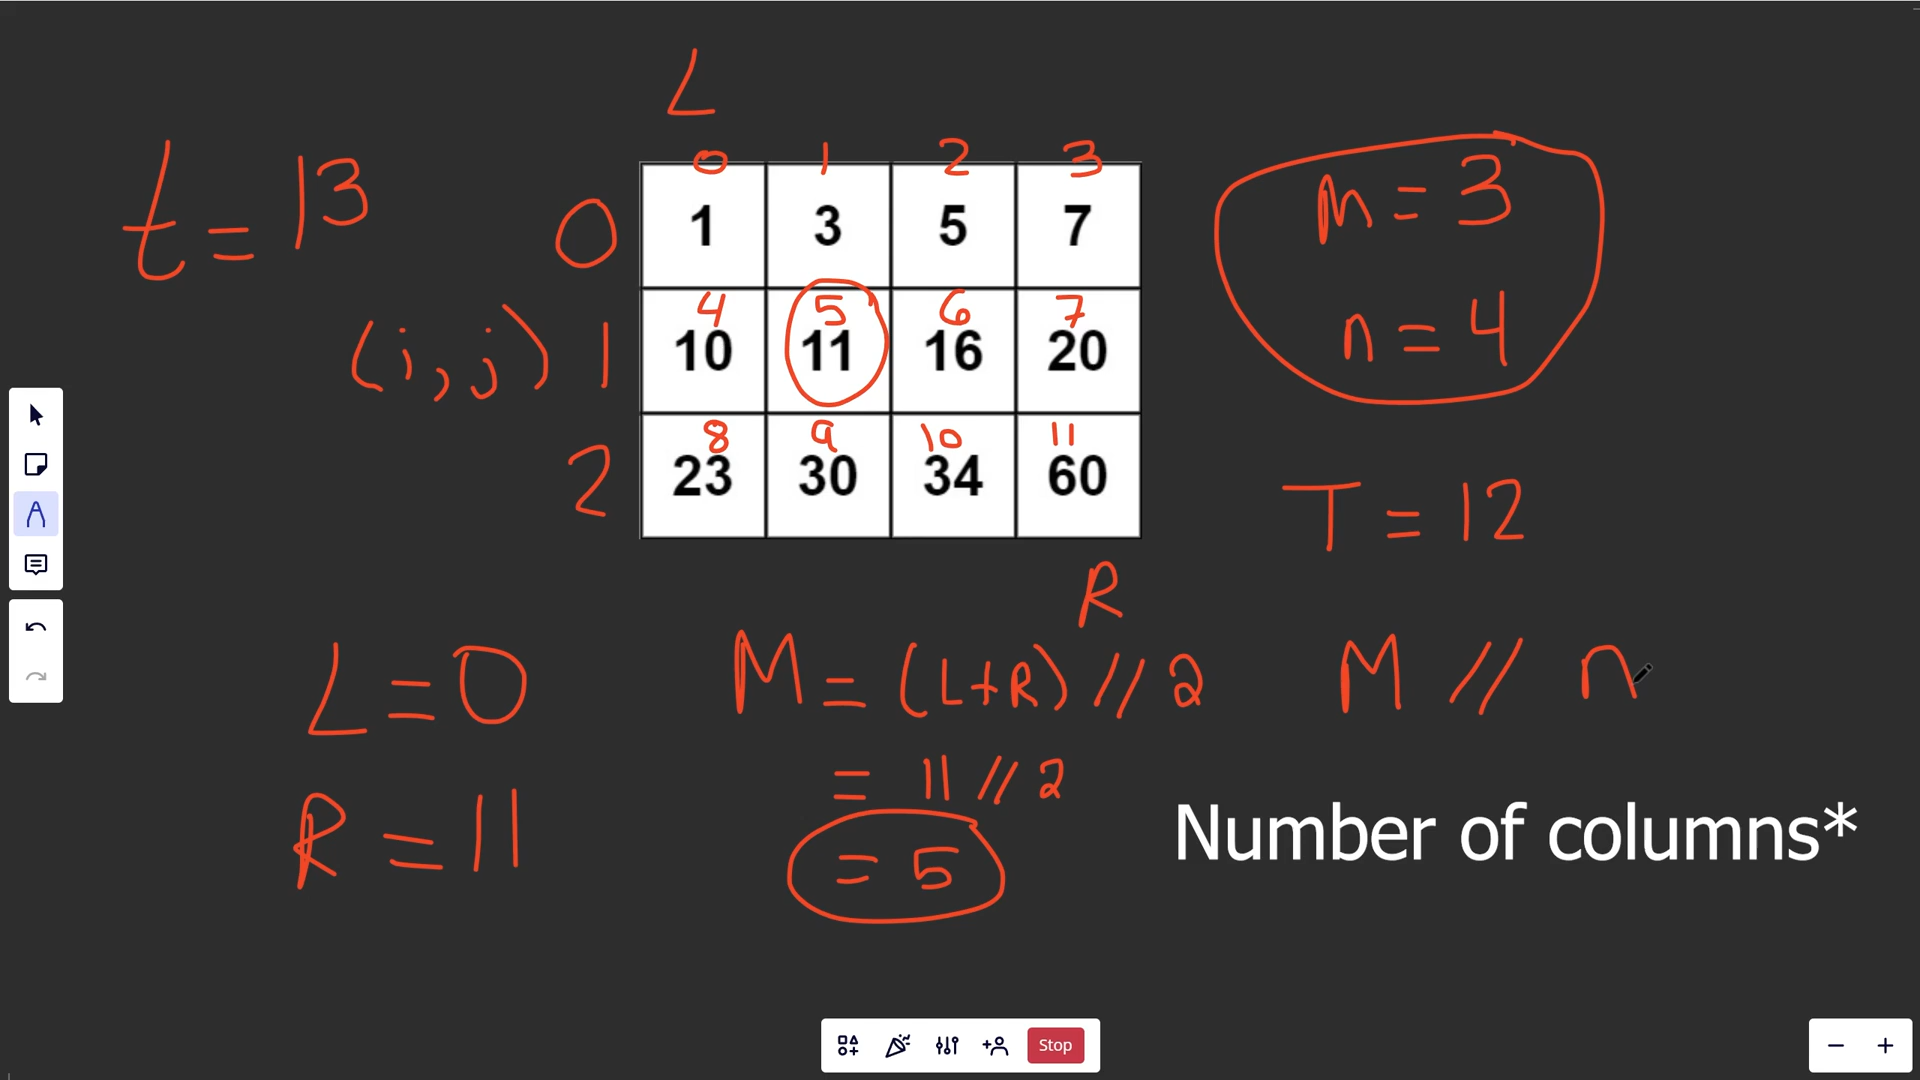 L
t = 13
0 1 2 3
0 1 3 5 7
m = 3
n = 4
4 5 6 7
(i,j) 1 10 11 16 20
8 9 10 11
2 23 30 34 60
T = 12
R
L = 0
R = 11
M = (L+R) // 2
= 11 // 2
= 5
M // n
Number of columns*
Stop